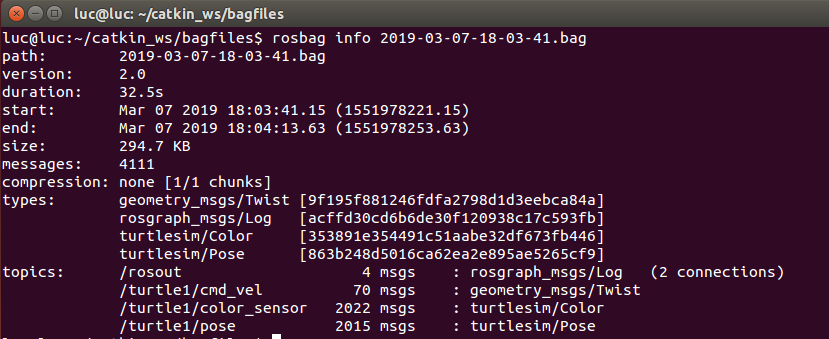 luc@luc: ~/catkin_ws/bagfiles
luc@luc:~/catkin_ws/bagfiles$ rosbag info 2019-03-07-18-03-41.bag
path:        2019-03-07-18-03-41.bag
version:     2.0
duration:    32.5s
start:       Mar 07 2019 18:03:41.15 (1551978221.15)
end:         Mar 07 2019 18:04:13.63 (1551978253.63)
size:        294.7 KB
messages:    4111
compression: none [1/1 chunks]
types:       geometry_msgs/Twist [9f195f881246fdfa2798d1d3eebca84a]
             rosgraph_msgs/Log   [acffd30cd6b6de30f120938c17c593fb]
             turtlesim/Color     [353891e354491c51aabe32df673fb446]
             turtlesim/Pose      [863b248d5016ca62ea2e895ae5265cf9]
topics:      /rosout                    4 msgs    : rosgraph_msgs/Log   (2 connections)
             /turtle1/cmd_vel          70 msgs    : geometry_msgs/Twist
             /turtle1/color_sensor   2022 msgs    : turtlesim/Color
             /turtle1/pose           2015 msgs    : turtlesim/Pose